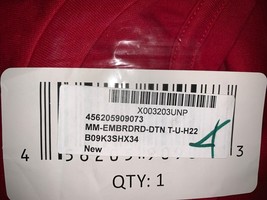 X003203UNP
456205909073
MM-EMBRDRD-DTN T-U-H22
B09K3SHX34
New
4
QTY: 1